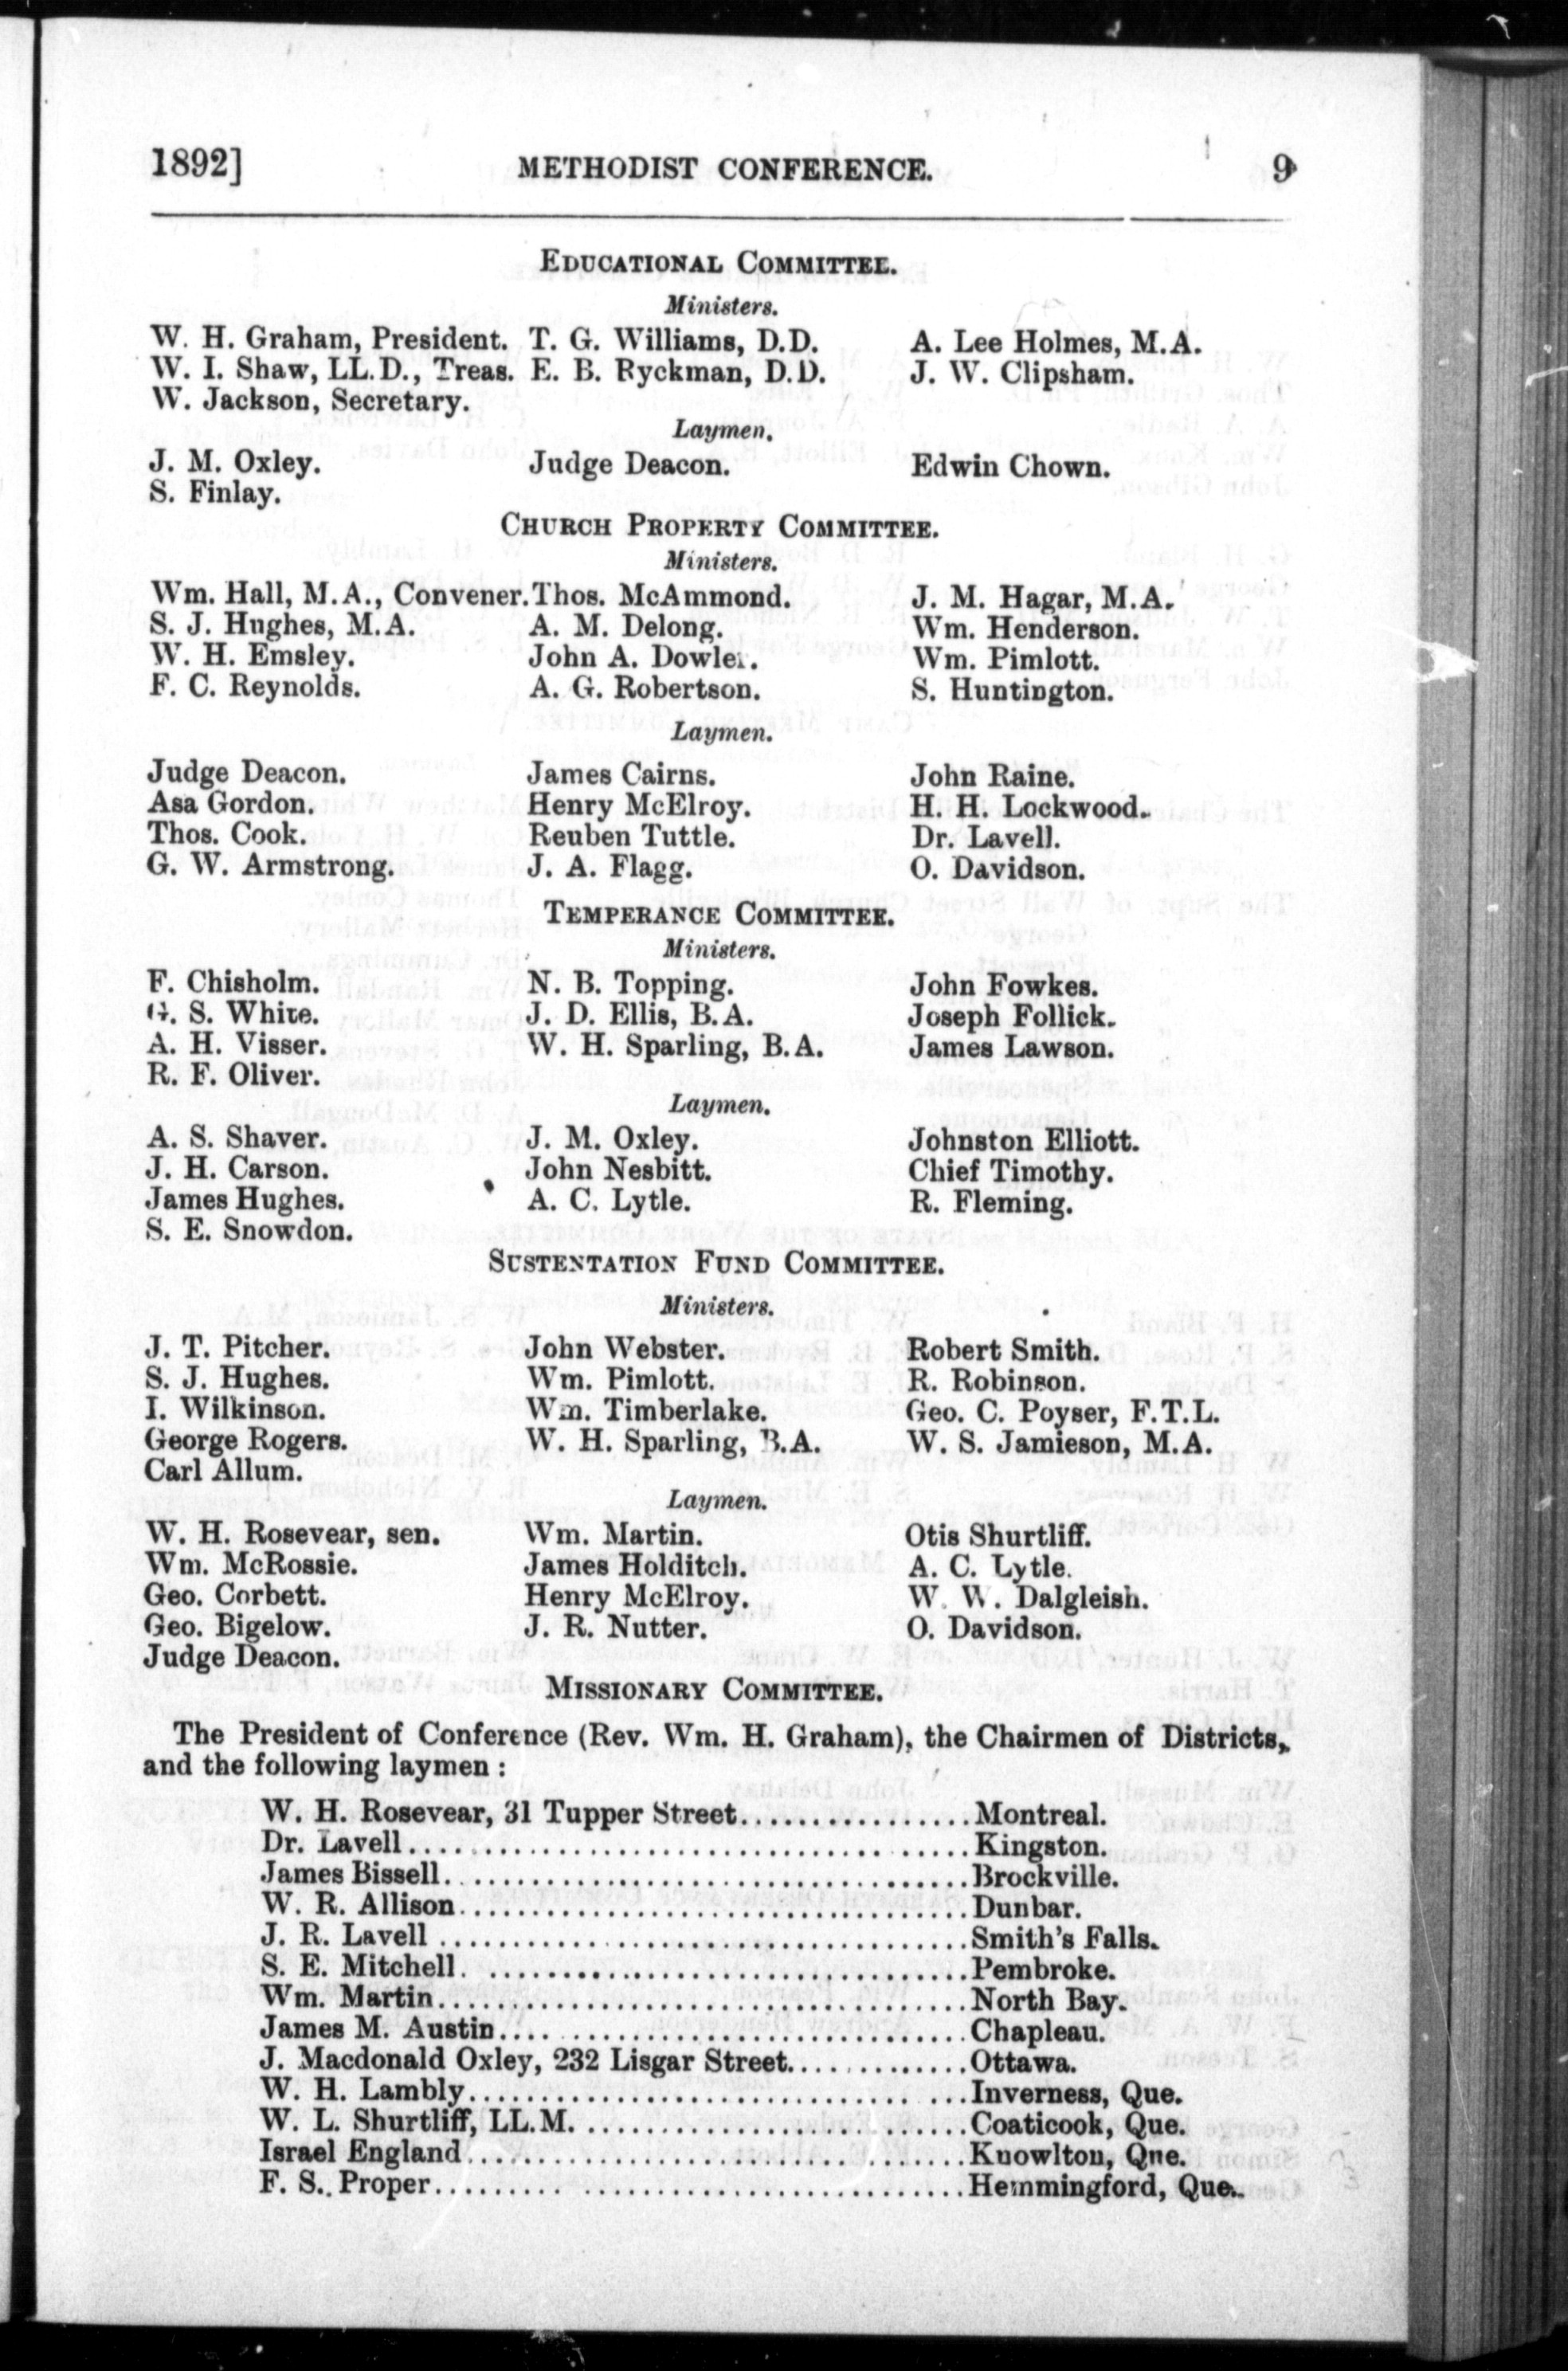 1892] METHODIST CONFERENCE. 9
EDUCATIONAL COMMITTEE.
Ministers.
W. H. Graham, President. T. G. Williams, D.D. A. Lee Holmes, M.A.
W. I. Shaw, LL.D., Treas. E. B. Ryckman, D.D. J. W. Clipsham.
W. Jackson, Secretary.
Laymen.
J. M. Oxley. Judge Deacon. Edwin Chown.
S. Finlay.
CHURCH PROPERTY COMMITTEE.
Ministers.
Wm. Hall, M.A., Convener. Thos. McAmmond. J. M. Hagar, M.A.
S. J. Hughes, M.A. A. M. Delong. Wm. Henderson.
W. H. Emsley. John A. Dowler. Wm. Pimlott.
F. C. Reynolds. A. G. Robertson. S. Huntington.
Laymen.
Judge Deacon. James Cairns. John Raine.
Asa Gordon. Henry McElroy. H. H. Lockwood.
Thos. Cook. Reuben Tuttle. Dr. Lavell.
G. W. Armstrong. J. A. Flagg. O. Davidson.
TEMPERANCE COMMITTEE.
Ministers.
F. Chisholm. N. B. Topping. John Fowkes.
G. S. White. J. D. Ellis, B.A. Joseph Follick.
A. H. Visser. W. H. Sparling, B.A. James Lawson.
R. F. Oliver.
Laymen.
A. S. Shaver. J. M. Oxley. Johnston Elliott.
J. H. Carson. John Nesbitt. Chief Timothy.
James Hughes. A. C. Lytle. R. Fleming.
S. E. Snowdon.
SUSTENTATION FUND COMMITTEE.
Ministers.
J. T. Pitcher. John Webster. Robert Smith.
S. J. Hughes. Wm. Pimlott. R. Robinson.
I. Wilkinson. Wm. Timberlake. Geo. C. Poyser, F.T.L.
George Rogers. W. H. Sparling, B.A. W. S. Jamieson, M.A.
Carl Allum.
Laymen.
W. H. Rosevear, sen. Wm. Martin. Otis Shurtliff.
Wm. McRossie. James Holditch. A. C. Lytle.
Geo. Corbett. Henry McElroy. W. W. Dalgleish.
Geo. Bigelow. J. R. Nutter. O. Davidson.
Judge Deacon.
MISSIONARY COMMITTEE.
The President of Conference (Rev. Wm. H. Graham), the Chairmen of Districts,
and the following laymen :
W. H. Rosevear, 31 Tupper Street................Montreal.
Dr. Lavell......................................Kingston.
James Bissell...................................Brockville.
W. R. Allison...................................Dunbar.
J. R. Lavell ...................................Smith's Falls.
S. E. Mitchell..................................Pembroke.
Wm. Martin......................................North Bay.
James M. Austin.................................Chapleau.
J. Macdonald Oxley, 232 Lisgar Street............Ottawa.
W. H. Lambly....................................Inverness, Que.
W. L. Shurtliff, LL.M. .........................Coaticook, Que.
Israel England..................................Knowlton, Que.
F. S. Proper....................................Hemmingford, Que.